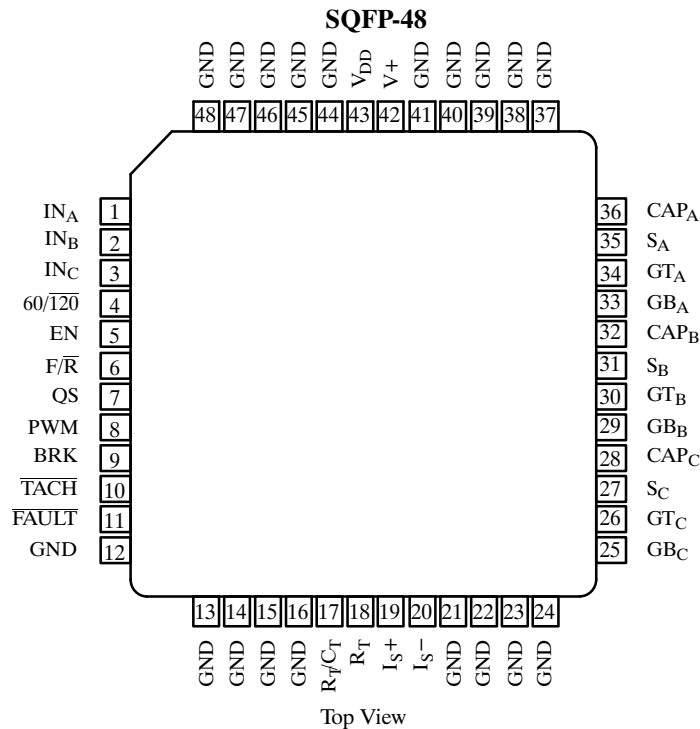 SQFP-48
GND GND GND GND GND VDD V+ GND GND GND GND GND
48 47 46 45 44 43 42 41 40 39 38 37
INA 1 36 CAPA
INB 2 35 SA
INC 3 34 GTA
60/1̅2̅0̅ 4 33 GBA
EN 5 32 CAPB
F/R̅ 6 31 SB
QS 7 30 GTB
PWM 8 29 GBB
BRK 9 28 CAPC
T̅A̅C̅H̅ 10 27 SC
F̅A̅U̅L̅T̅ 11 26 GTC
GND 12 25 GBC
13 14 15 16 17 18 19 20 21 22 23 24
GND GND GND GND RT/CT RT IS+ IS− GND GND GND GND
Top View